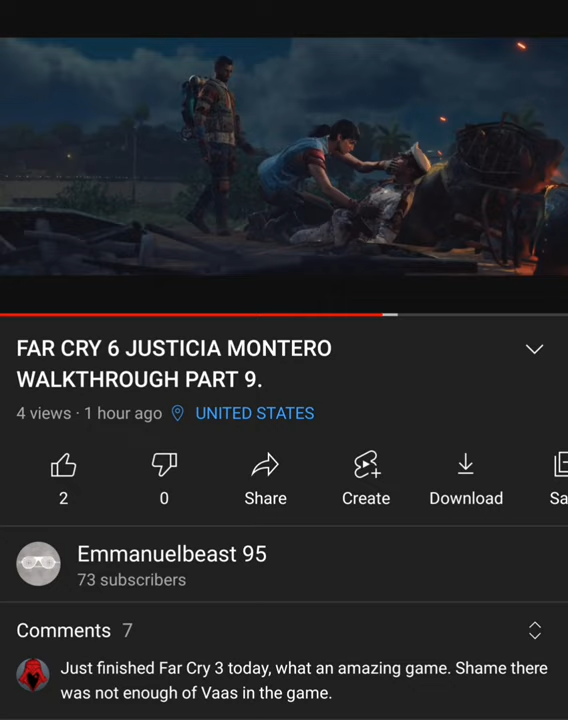 FAR CRY 6 JUSTICIA MONTERO
WALKTHROUGH PART 9.
4 views · 1 hour ago UNITED STATES
2 0 Share Create Download Sa
Emmanuelbeast 95
73 subscribers
Comments 7
Just finished Far Cry 3 today, what an amazing game. Shame there
was not enough of Vaas in the game.